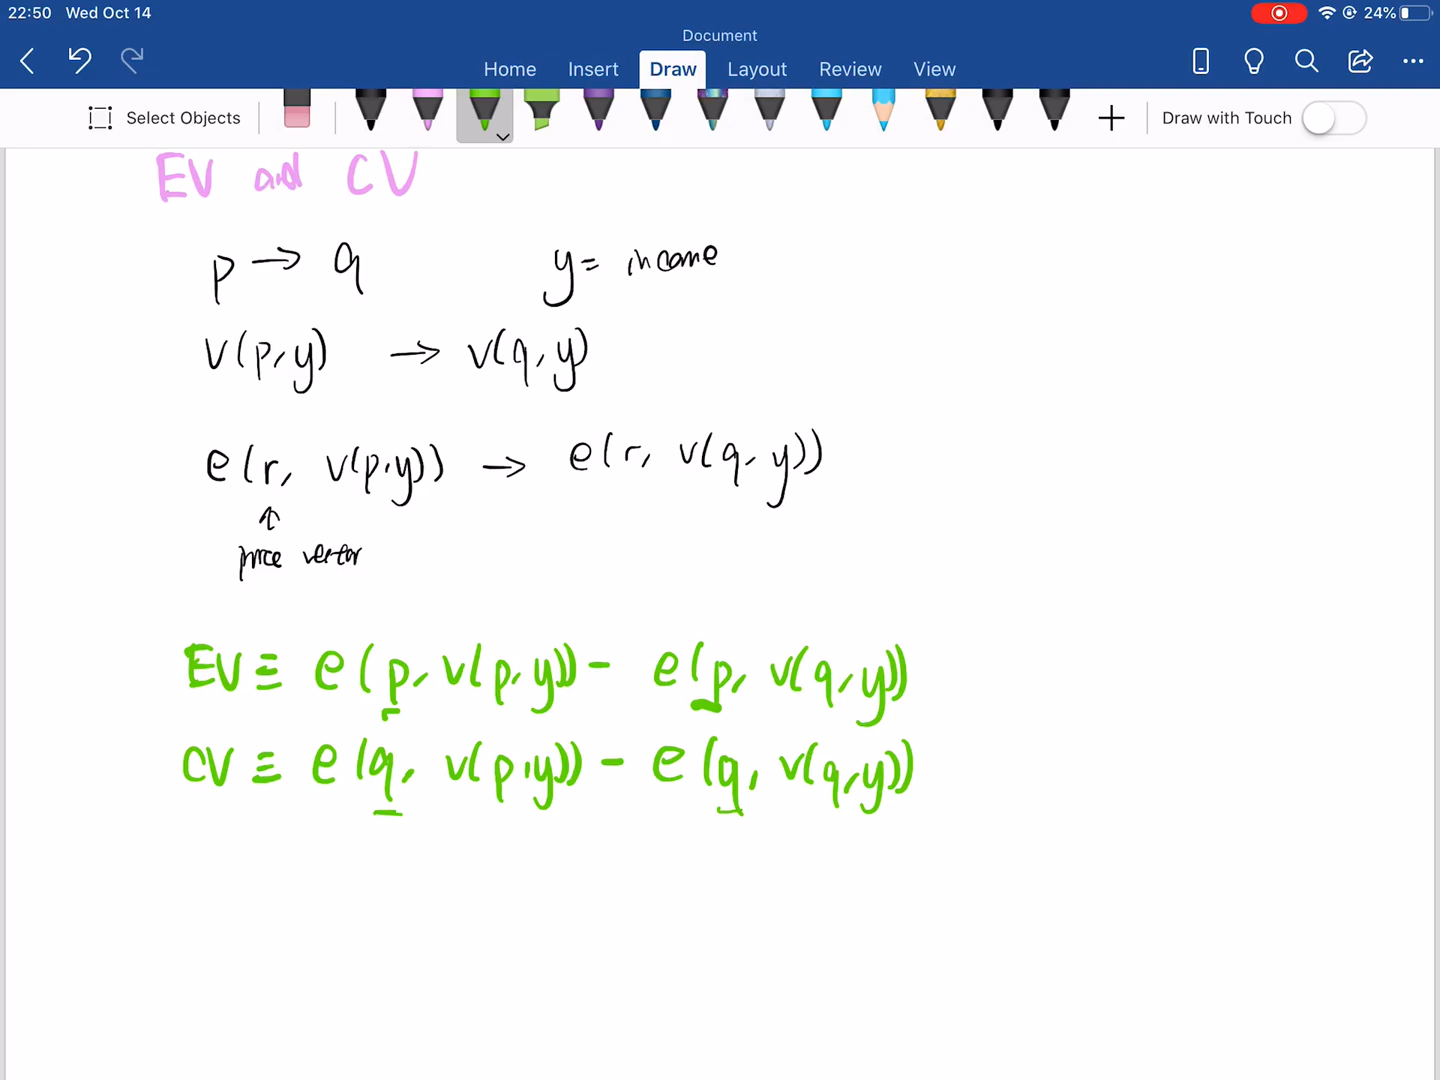 22:50 Wed Oct 14
24%
Document
Home Insert Draw Layout Review View
Select Objects
Draw with Touch
EV and CV
p → q y = income
v(p,y) → v(q,y)
e(r, v(p,y)) → e(r, v(q,y))
↑
price vector
EV ≡ e(p, v(p,y)) - e(p, v(q,y))
CV ≡ e(q, v(p,y)) - e(q, v(q,y))